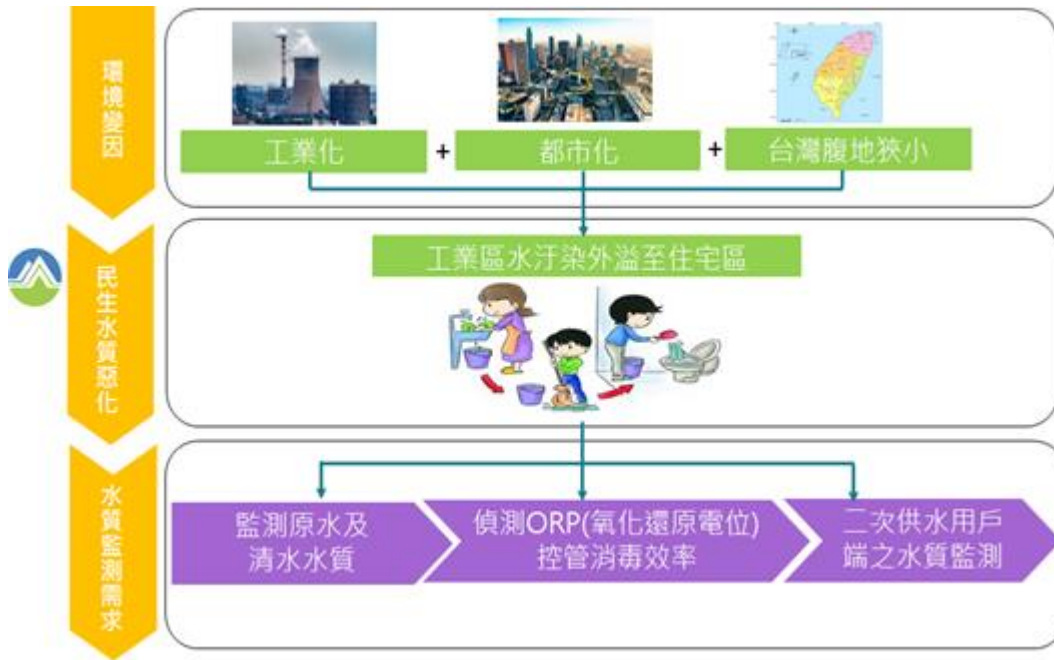 環境變因
工業化
+
都市化
+
台灣腹地狹小
民生水質惡化
工業區水汙染外溢至住宅區
水質監測需求
監測原水及
清水水質
偵測ORP(氧化還原電位)
控管消毒效率
二次供水用戶
端之水質監測